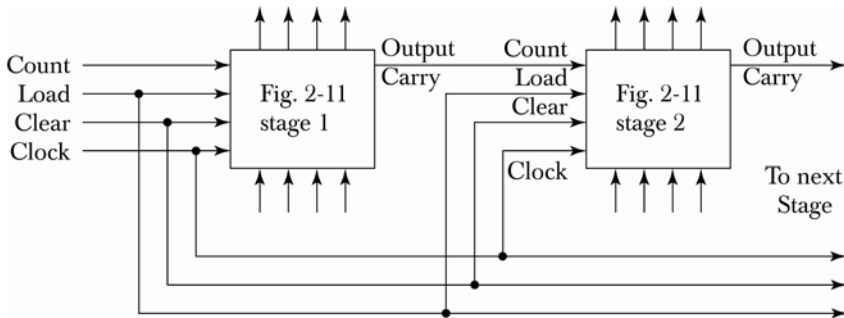 Count
Load
Clear
Clock
Fig. 2-11
stage 1
Output
Carry
Count
Load
Clear
Clock
Fig. 2-11
stage 2
Output
Carry
To next
Stage